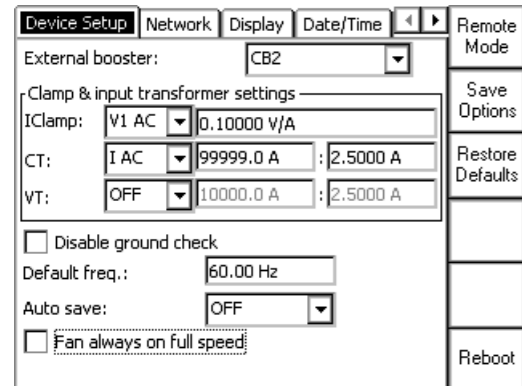 Device Setup Network Display Date/Time
External booster: CB2
Clamp & input transformer settings
IClamp: V1 AC 0.10000 V/A
CT: I AC 99999.0 A : 2.5000 A
VT: OFF 10000.0 A : 2.5000 A
Disable ground check
Default freq.: 60.00 Hz
Auto save: OFF
Fan always on full speed
Remote
Mode
Save
Options
Restore
Defaults
Reboot